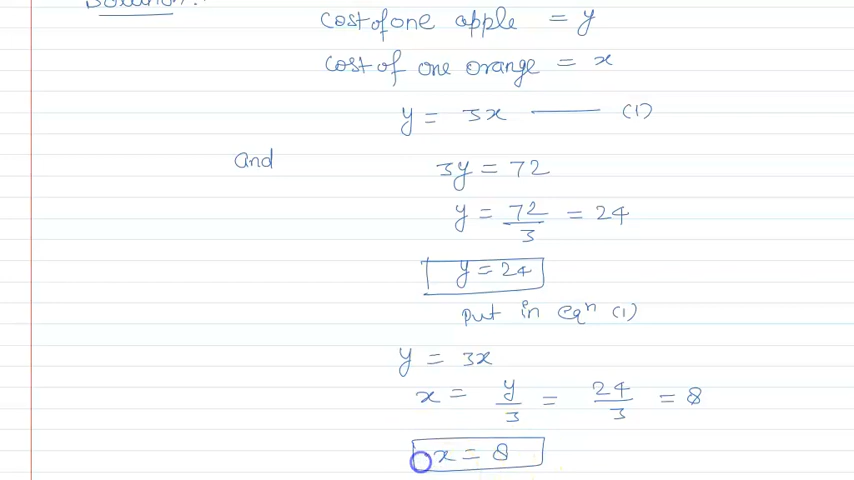 Solution :
cost of one apple = y
cost of one orange = x
y = 3x —— (1)
and 3y = 72
y = 72/3 = 24
y = 24
put in eqⁿ (1)
y = 3x
x = y/3 = 24/3 = 8
x = 8